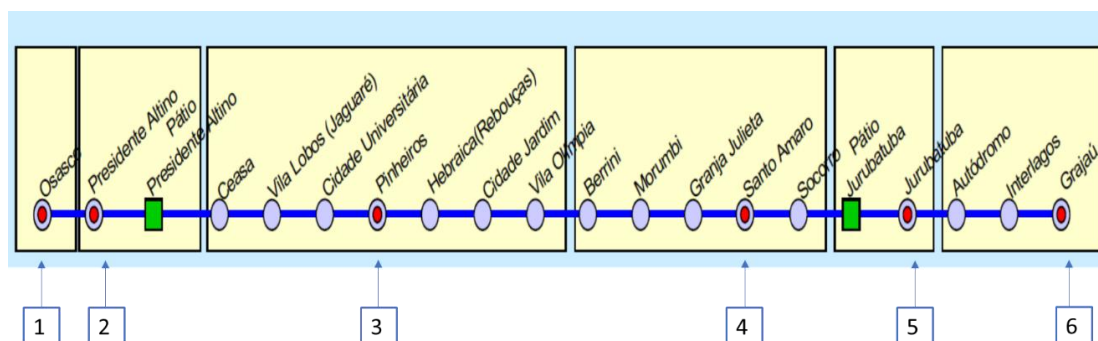 Osasco
Presidente Altino
Pátio
Presidente Altino
Ceasa
Vila Lobos (Jaguaré)
Cidade Universitária
Pinheiros
Hebraica(Rebouças)
Cidade Jardim
Vila Olímpia
Berrini
Morumbi
Granja Julieta
Santo Amaro
Socorro
Pátio
Jurubatuba
Jurubatuba
Autódromo
Interlagos
Grajaú
1
2
3
4
5
6